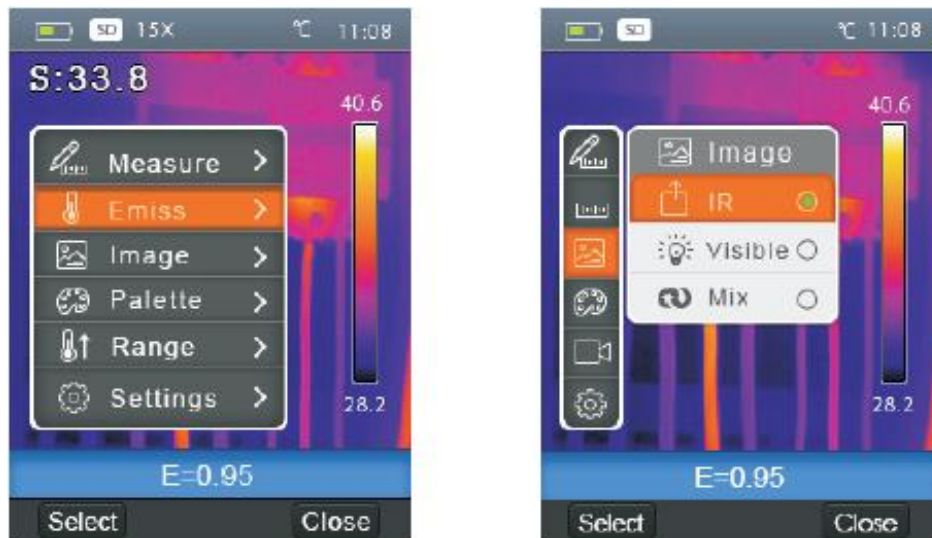 SD 15X ℃ 11:08
S:33.8
40.6
Measure >
Emiss >
Image >
Palette >
Range >
Settings >
28.2
E=0.95
Select Close
SD ℃ 11:08
40.6
Image
IR
Visible
Mix
28.2
E=0.95
Select Close